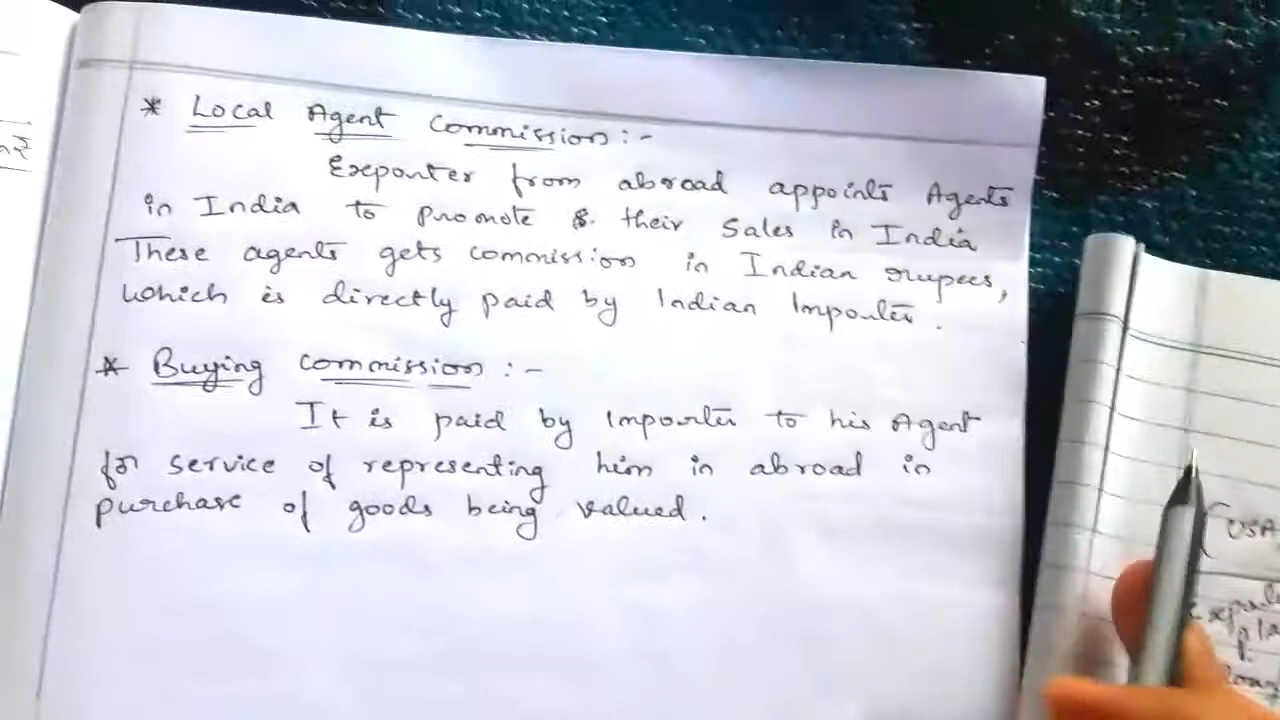 * Local Agent Commission :-
Exporter from abroad appoints Agents
in India to promote & their Sales in India
These agents gets commission in Indian rupees,
which is directly paid by Indian Importer.
* Buying commission :-
It is paid by Importer to his Agent
for service of representing him in abroad in
purchase of goods being valued.
(USA